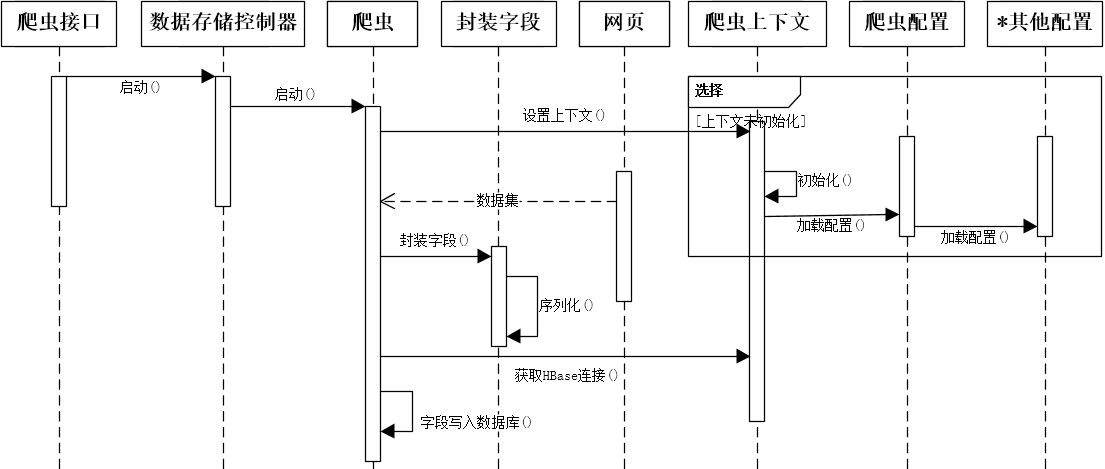 爬虫接口
数据存储控制器
爬虫
封装字段
网页
爬虫上下文
爬虫配置
*其他配置
启动()
启动()
选择
设置上下文()
[上下文未初始化]
初始化()
数据集
加载配置()
加载配置()
封装字段()
序列化()
获取HBase连接()
字段写入数据库()